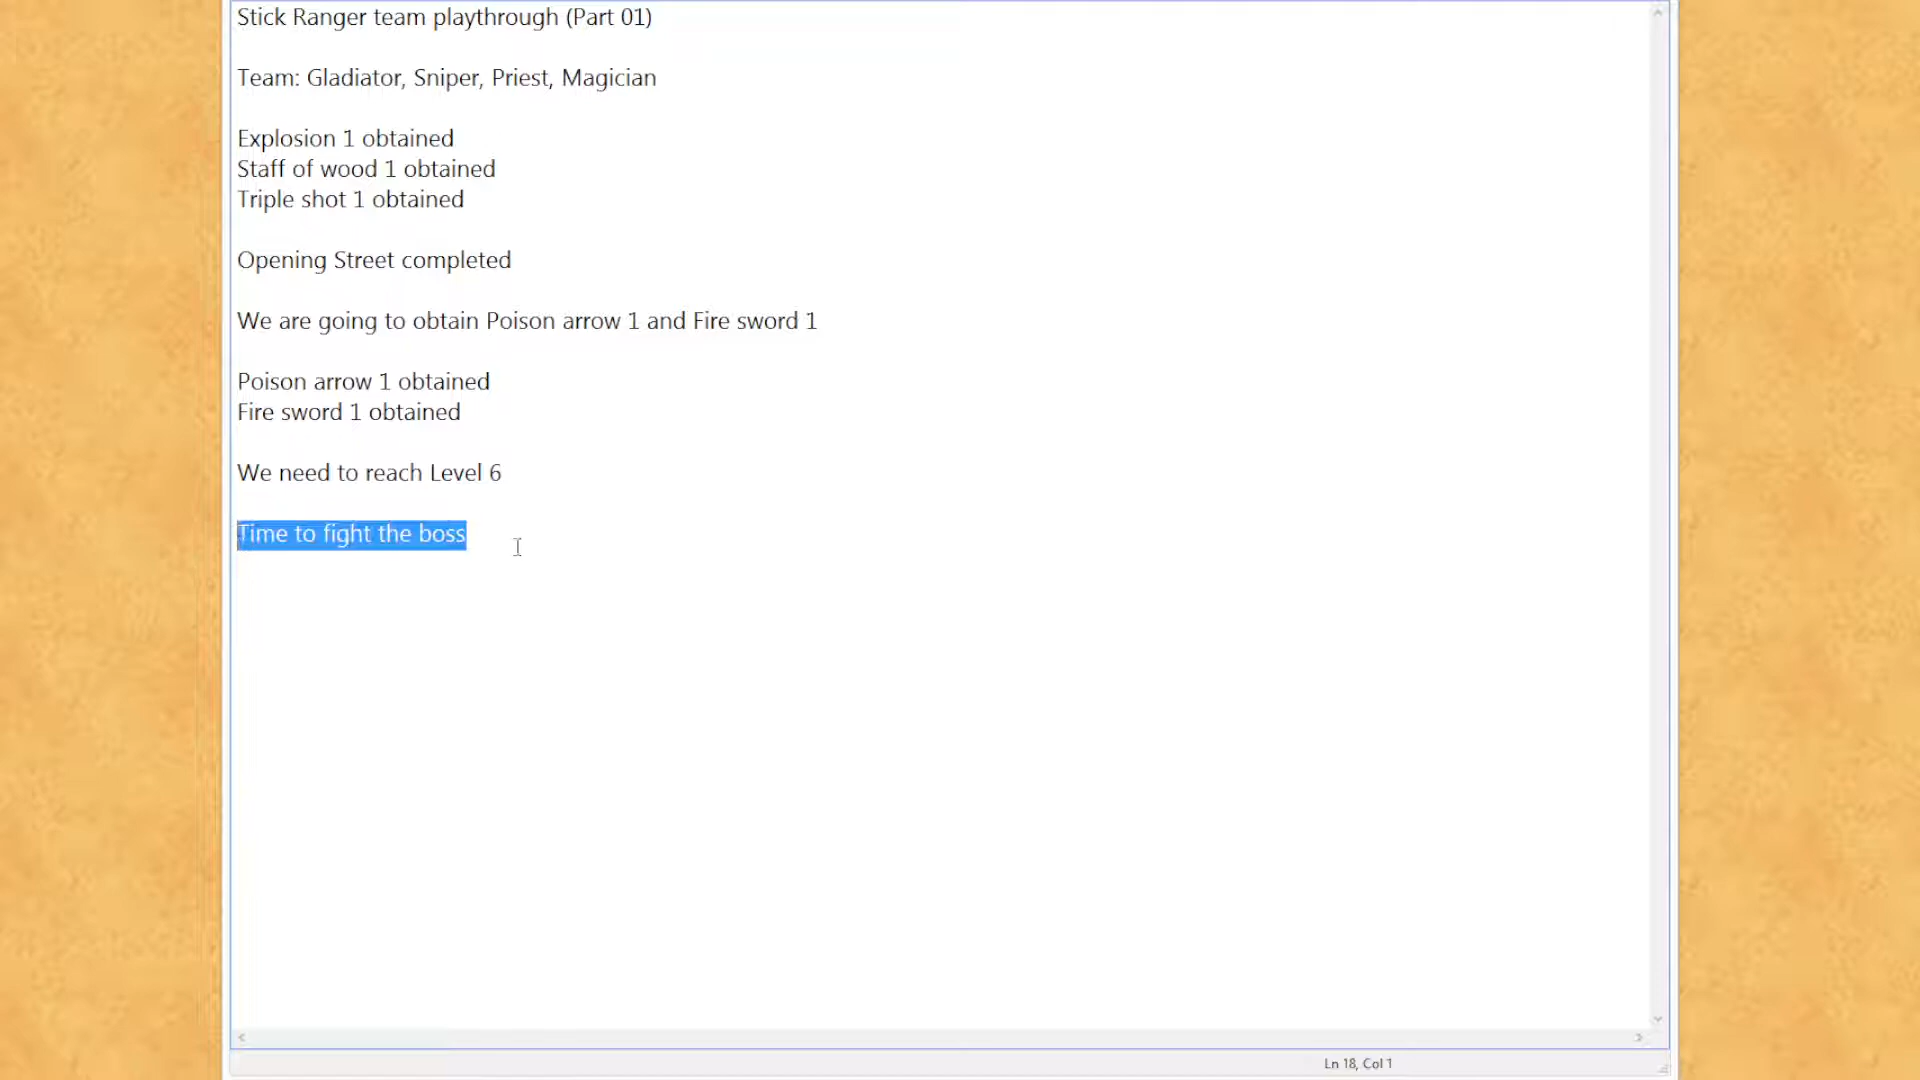 Stick Ranger team playthrough (Part 01)
Team: Gladiator, Sniper, Priest, Magician
Explosion 1 obtained
Staff of wood 1 obtained
Triple shot 1 obtained
Opening Street completed
We are going to obtain Poison arrow 1 and Fire sword 1
Poison arrow 1 obtained
Fire sword 1 obtained
We need to reach Level 6
Time to fight the boss
Ln 18, Col 1